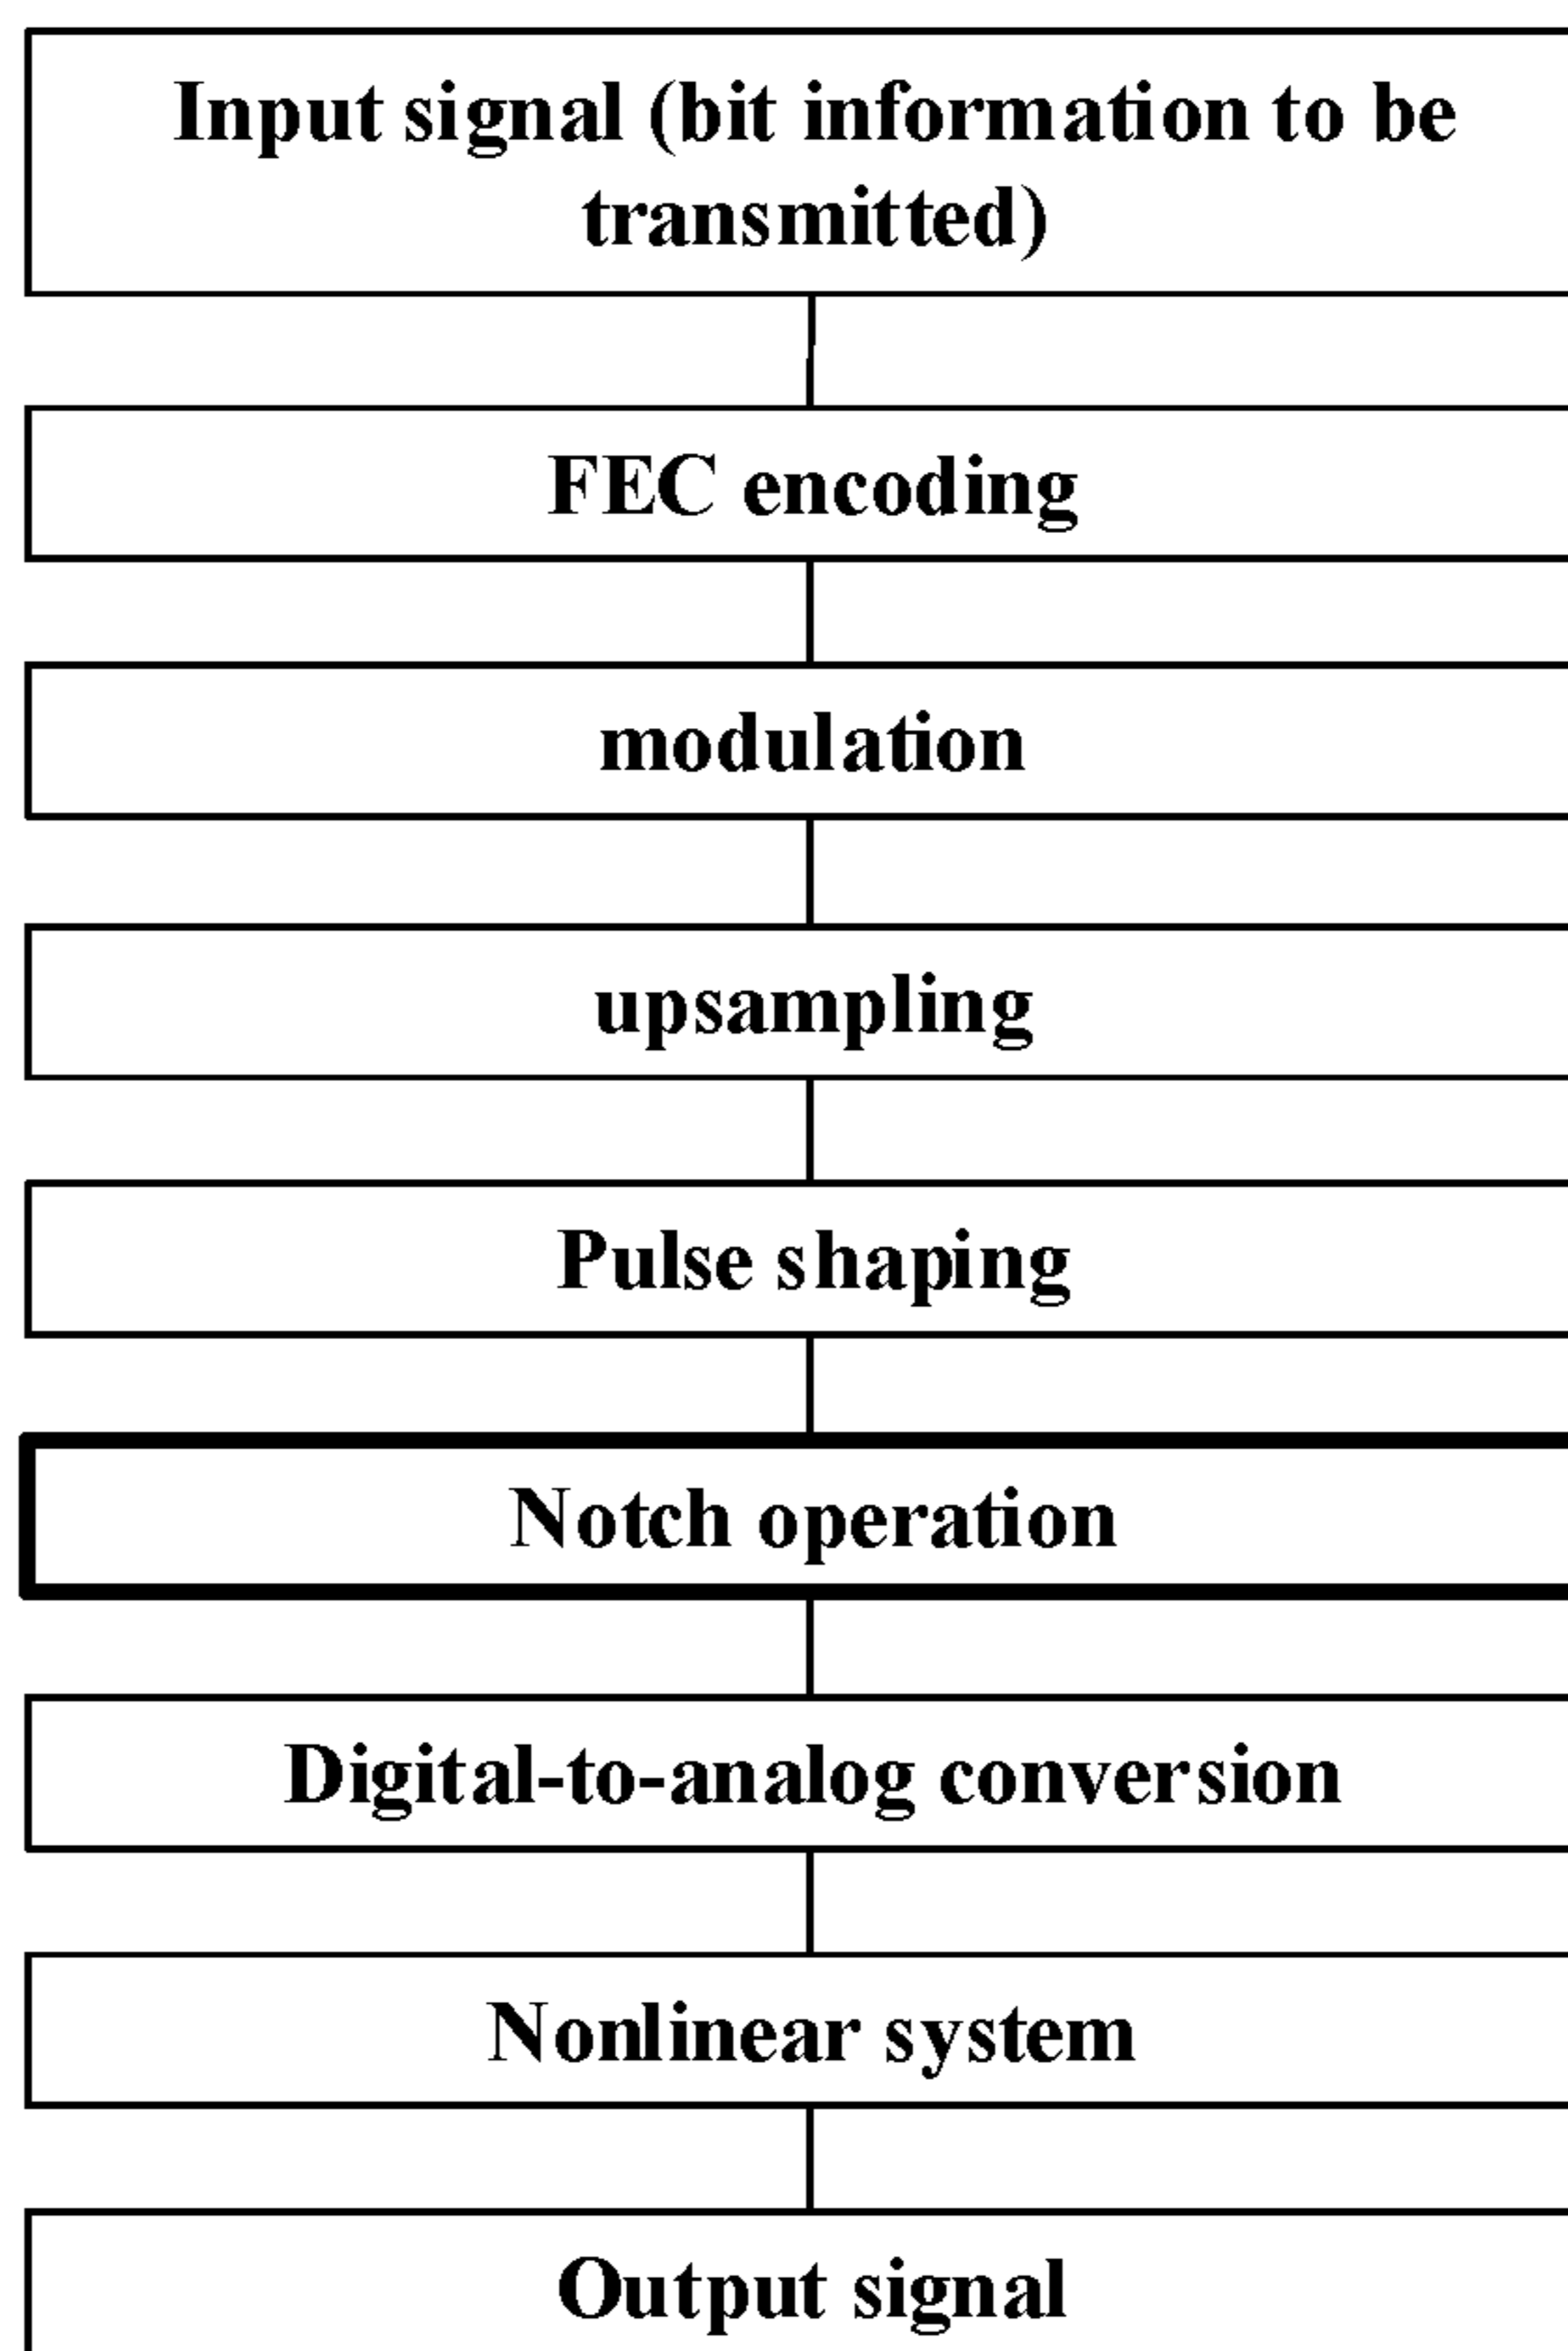 Input signal (bit information to be
transmitted)
FEC encoding
modulation
upsampling
Pulse shaping
Notch operation
Digital-to-analog conversion
Nonlinear system
Output signal